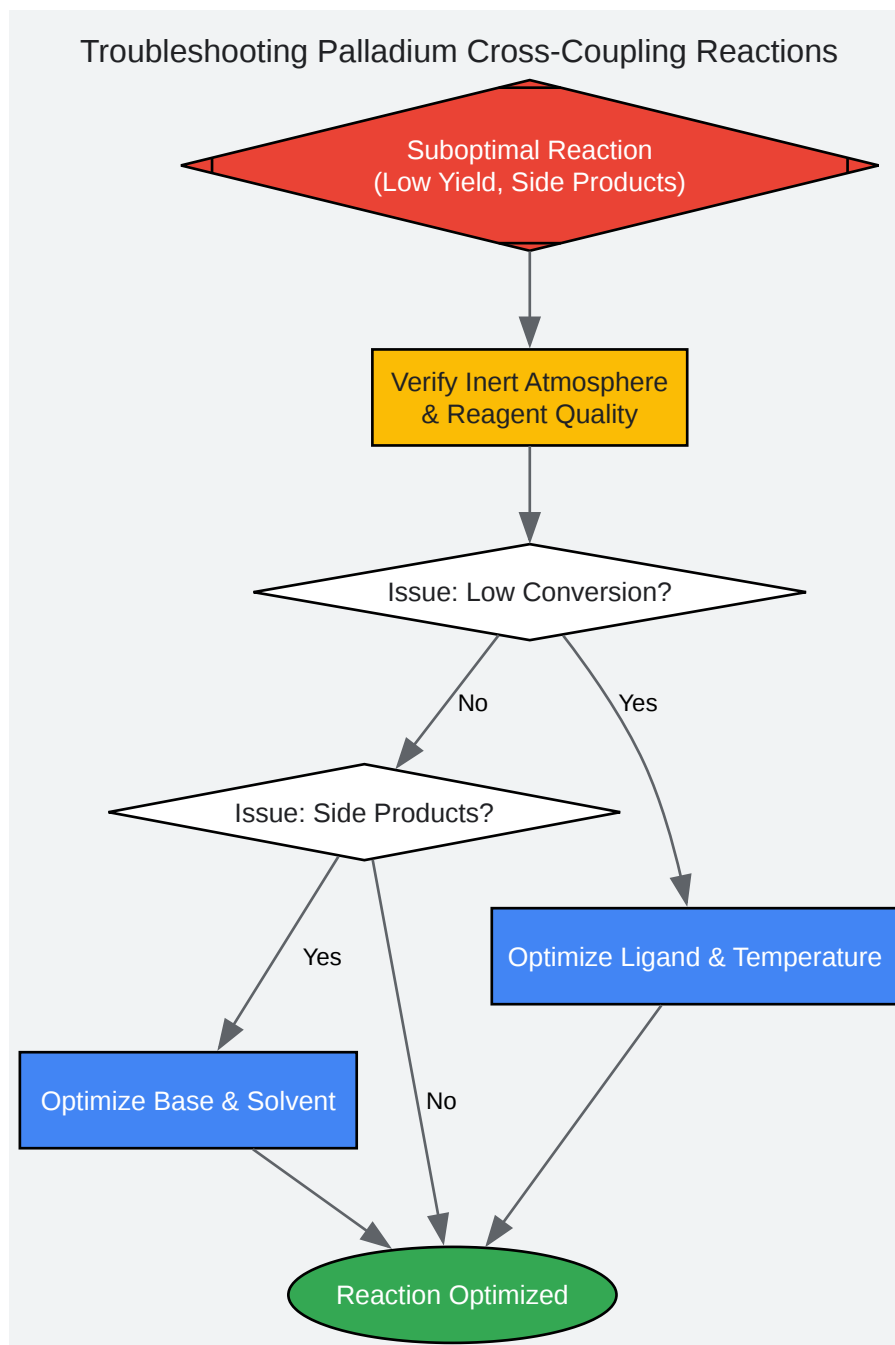 Troubleshooting Palladium Cross-Coupling Reactions
Suboptimal Reaction
(Low Yield, Side Products)
Verify Inert Atmosphere
& Reagent Quality
Issue: Low Conversion?
No
Yes
Issue: Side Products?
Yes
Optimize Ligand & Temperature
Optimize Base & Solvent
No
Reaction Optimized